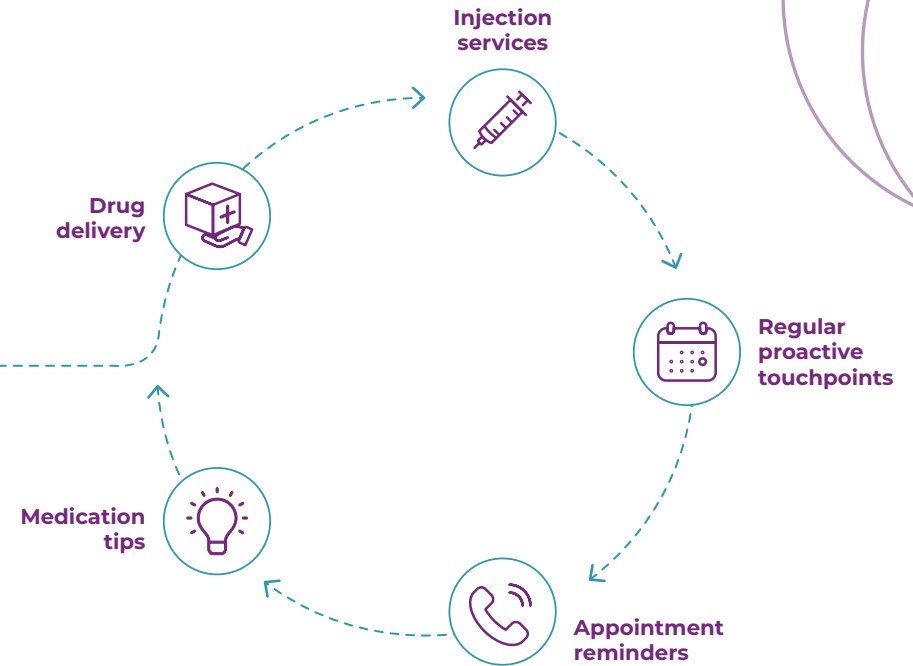 Injection
services
Drug
delivery
Regular
proactive
touchpoints
Medication
tips
Appointment
reminders